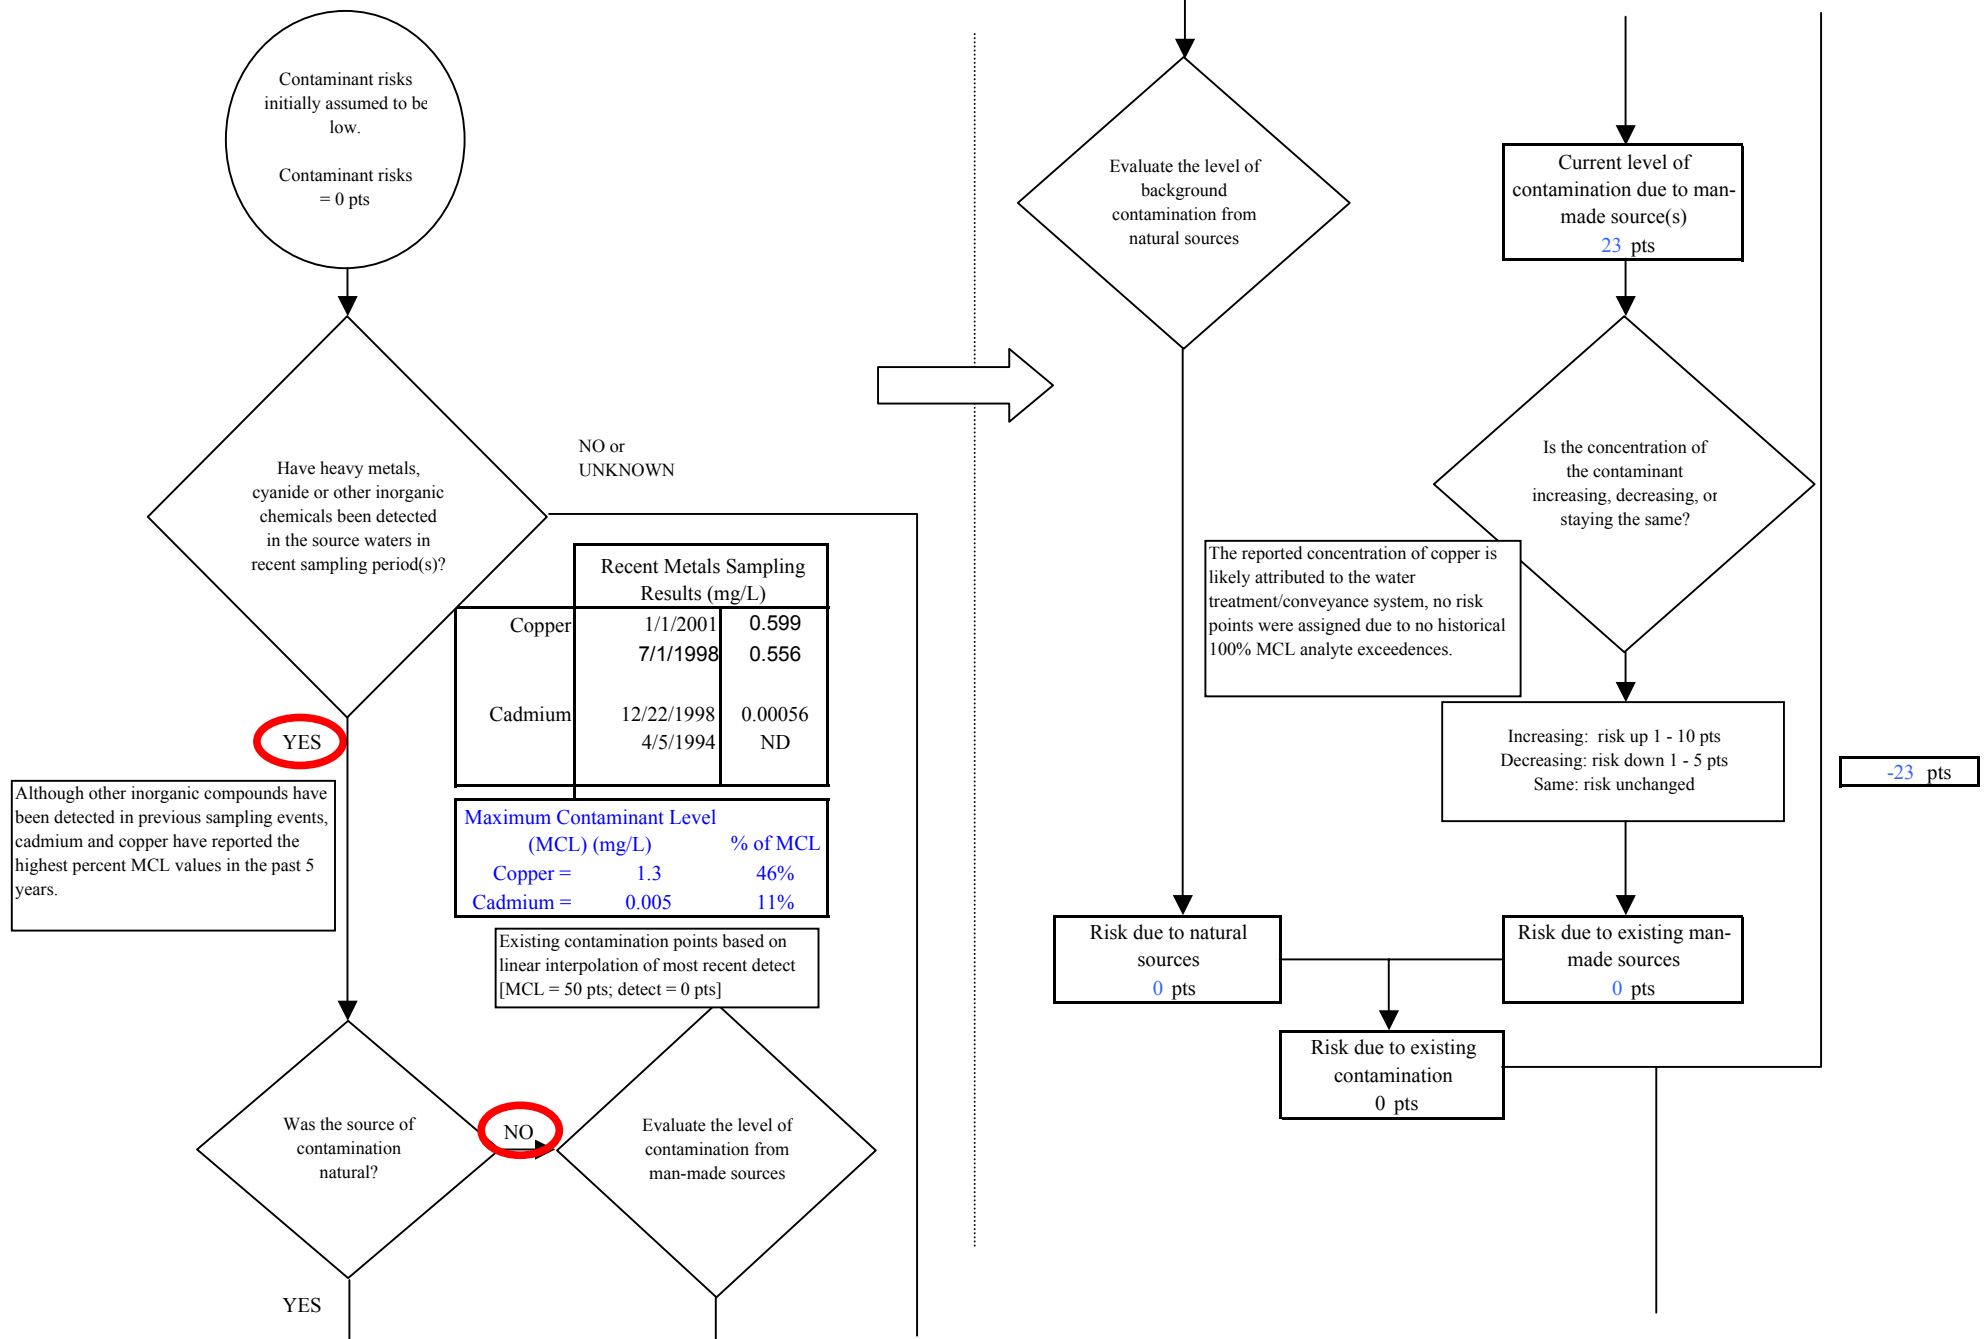 Contaminant risks
initially assumed to be
low.
Contaminant risks
= 0 pts
Have heavy metals,
cyanide or other inorganic
chemicals been detected
in the source waters in
recent sampling period(s)?
NO or
UNKNOWN
Recent Metals Sampling
Results (mg/L)
Copper 1/1/2001 0.599
7/1/1998 0.556
Cadmium 12/22/1998 0.00056
4/5/1994 ND
YES
Although other inorganic compounds have
been detected in previous sampling events,
cadmium and copper have reported the
highest percent MCL values in the past 5
years.
Maximum Contaminant Level
(MCL) (mg/L) % of MCL
Copper = 1.3 46%
Cadmium = 0.005 11%
Existing contamination points based on
linear interpolation of most recent detect
[MCL = 50 pts; detect = 0 pts]
Was the source of
contamination
natural?
NO
Evaluate the level of
contamination from
man-made sources
YES
Evaluate the level of
background
contamination from
natural sources
Current level of
contamination due to man-
made source(s)
23 pts
Is the concentration of
the contaminant
increasing, decreasing, or
staying the same?
The reported concentration of copper is
likely attributed to the water
treatment/conveyance system, no risk
points were assigned due to no historical
100% MCL analyte exceedences.
Increasing: risk up 1 - 10 pts
Decreasing: risk down 1 - 5 pts
Same: risk unchanged
-23 pts
Risk due to natural
sources
0 pts
Risk due to existing man-
made sources
0 pts
Risk due to existing
contamination
0 pts